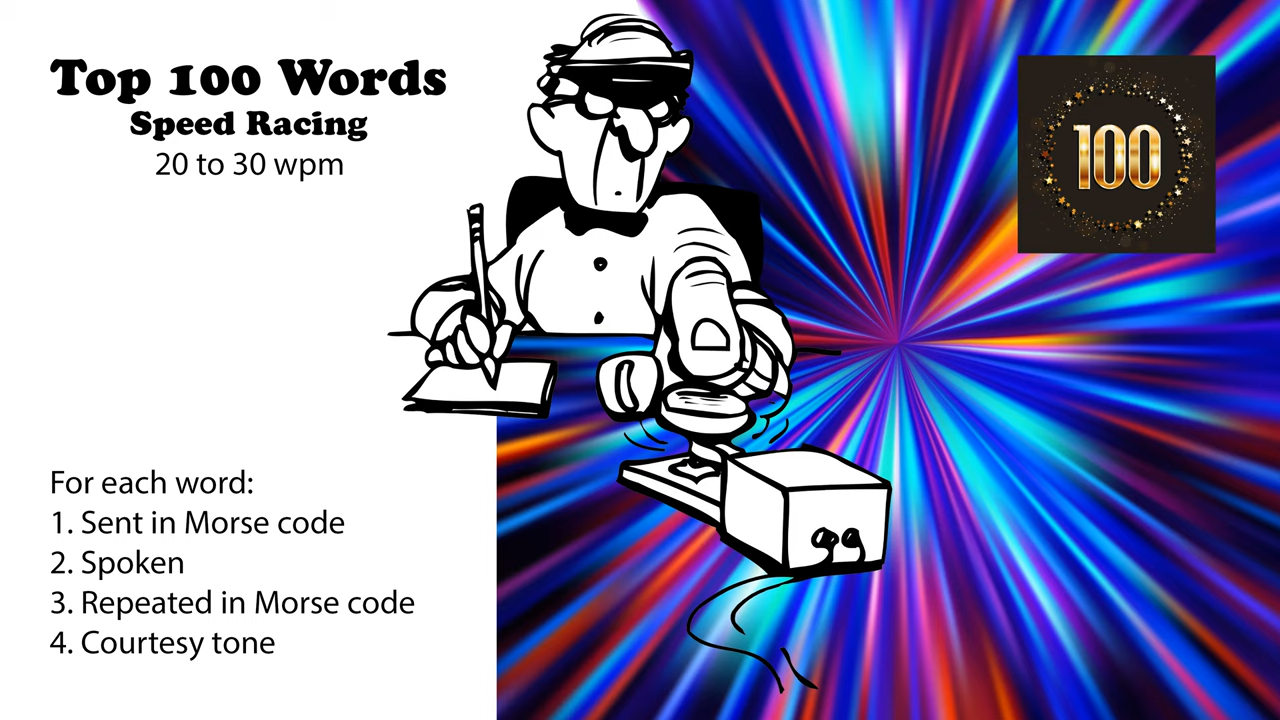 Top 100 Words
Speed Racing
20 to 30 wpm
100
For each word:
1. Sent in Morse code
2. Spoken
3. Repeated in Morse code
4. Courtesy tone